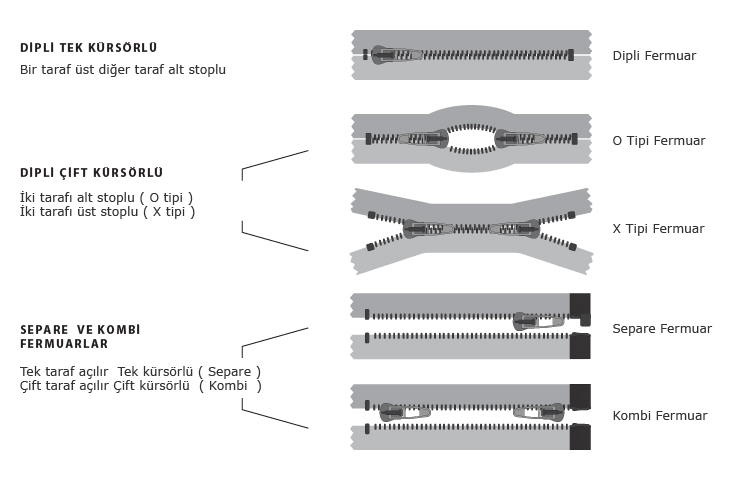 DİPLİ TEK KÜRSÖRLÜ
Bir taraf üst diğer taraf alt stoplu
Dipli Fermuar
O Tipi Fermuar
DİPLİ ÇİFT KÜRSÖRLÜ
İki tarafı alt stoplu ( O tipi )
İki tarafı üst stoplu ( X tipi )
X Tipi Fermuar
SEPARE VE KOMBİ
FERMUARLAR
Separe Fermuar
Tek taraf açılır Tek kürsörlü ( Separe )
Çift taraf açılır Çift kürsörlü ( Kombi )
Kombi Fermuar